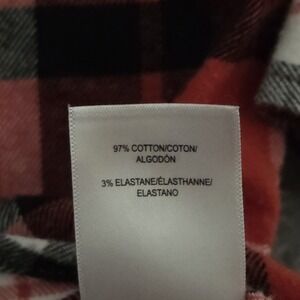 97% COTTON/COTON/
ALGODÓN
3% ELASTANE/ÉLASTHANNE/
ELASTANO